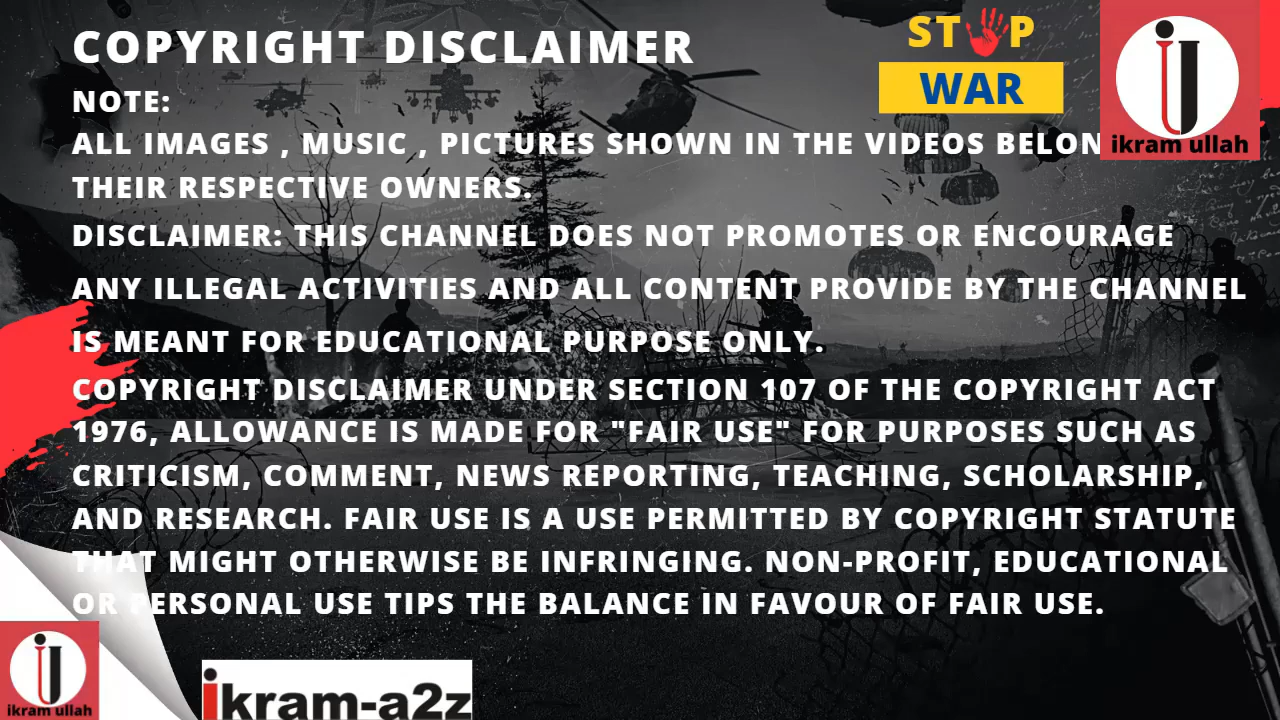 COPYRIGHT DISCLAIMER
ST P
WAR
ikram ullah
NOTE:
ALL IMAGES , MUSIC , PICTURES SHOWN IN THE VIDEOS BELON
THEIR RESPECTIVE OWNERS.
DISCLAIMER: THIS CHANNEL DOES NOT PROMOTES OR ENCOURAGE
ANY ILLEGAL ACTIVITIES AND ALL CONTENT PROVIDE BY THE CHANNEL
IS MEANT FOR EDUCATIONAL PURPOSE ONLY.
COPYRIGHT DISCLAIMER UNDER SECTION 107 OF THE COPYRIGHT ACT
1976, ALLOWANCE IS MADE FOR "FAIR USE" FOR PURPOSES SUCH AS
CRITICISM, COMMENT, NEWS REPORTING, TEACHING, SCHOLARSHIP,
AND RESEARCH. FAIR USE IS A USE PERMITTED BY COPYRIGHT STATUTE
THAT MIGHT OTHERWISE BE INFRINGING. NON-PROFIT, EDUCATIONAL
OR PERSONAL USE TIPS THE BALANCE IN FAVOUR OF FAIR USE.
ikram ullah
ikram-a2z